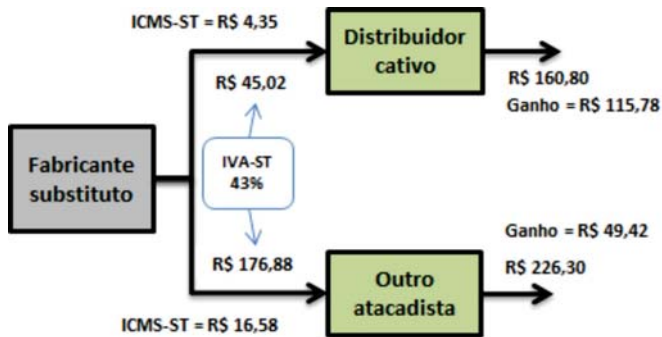 ICMS-ST = R$ 4,35
Distribuidor
cativo
R$ 45,02
R$ 160,80
Ganho = R$ 115,78
Fabricante
substituto
IVA-ST
43%
R$ 176,88
Ganho = R$ 49,42
R$ 226,30
Outro
atacadista
ICMS-ST = R$ 16,58